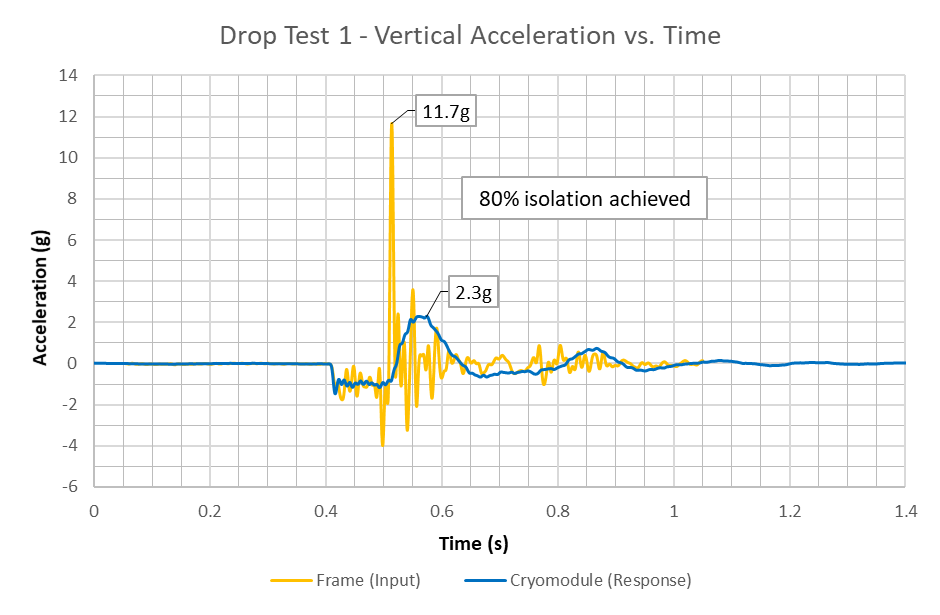 Drop Test 1 - Vertical Acceleration vs. Time
14
12
10
8
6
4
2
0
-2
-4
-6
Acceleration (g)
11.7g
80% isolation achieved
2.3g
0
0.2
0.4
0.6
0.8
1
1.2
1.4
Time (s)
Frame (Input)
Cryomodule (Response)